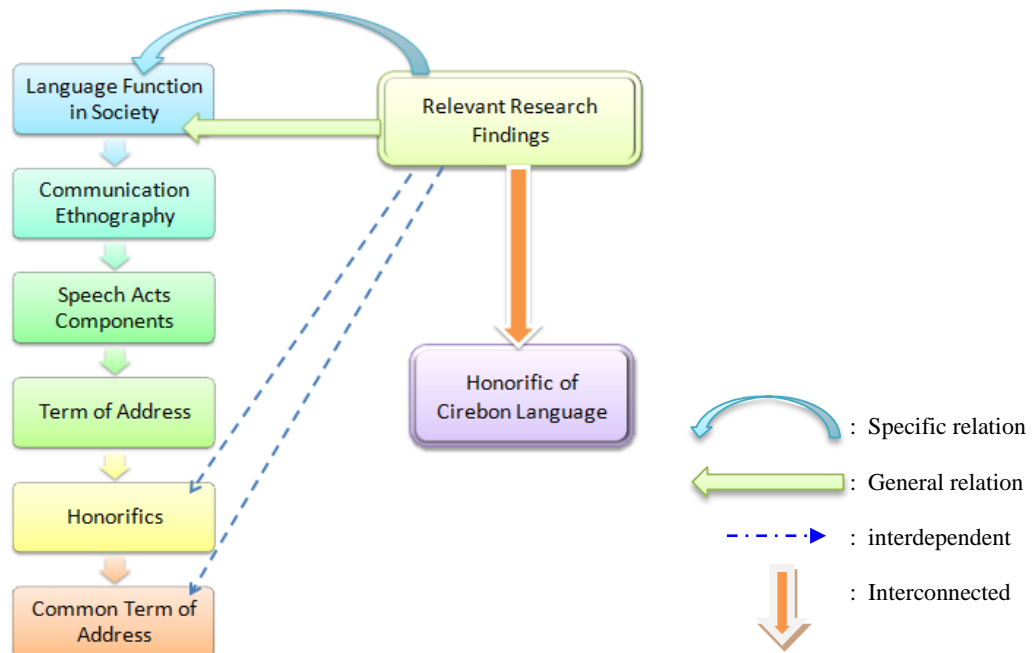 Language Function
in Society
Communication
Ethnography
Speech Acts
Components
Term of Address
Honorifics
Common Term of
Address
Relevant Research
Findings
Honorific of
Cirebon Language
: Specific relation
: General relation
: interdependent
: Interconnected